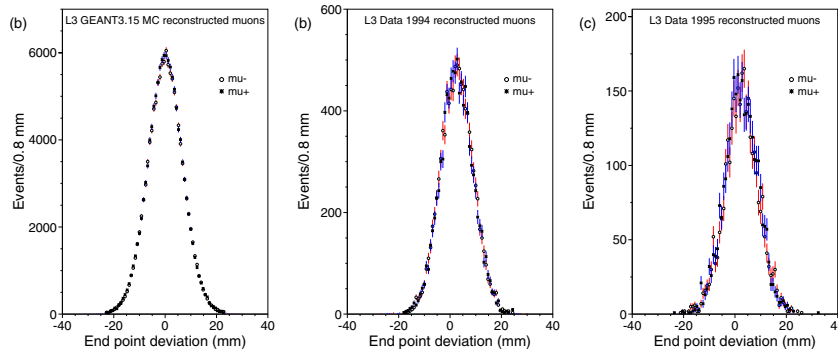 (b)
L3 GEANT3.15 MC reconstructed muons
mu-
mu+
Events/0.8 mm
6000
4000
2000
0
-40 -20 0 20 40
End point deviation (mm)
(b)
L3 Data 1994 reconstructed muons
mu-
mu+
Events/0.8 mm
600
400
200
0
-40 -20 0 20 40
End point deviation (mm)
(c)
L3 Data 1995 reconstructed muons
mu-
mu+
Events/0.8 mm
200
150
100
50
0
-40 -20 0 20 4
End point deviation (mm)